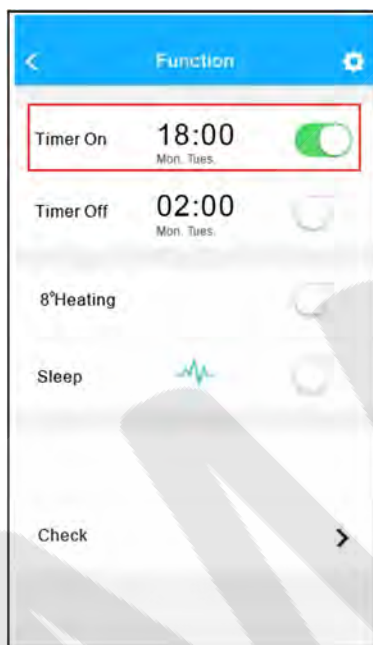 Function
Timer On 18:00
Mon. Tues.
Timer Off 02:00
Mon. Tues.
8°Heating
Sleep
Check